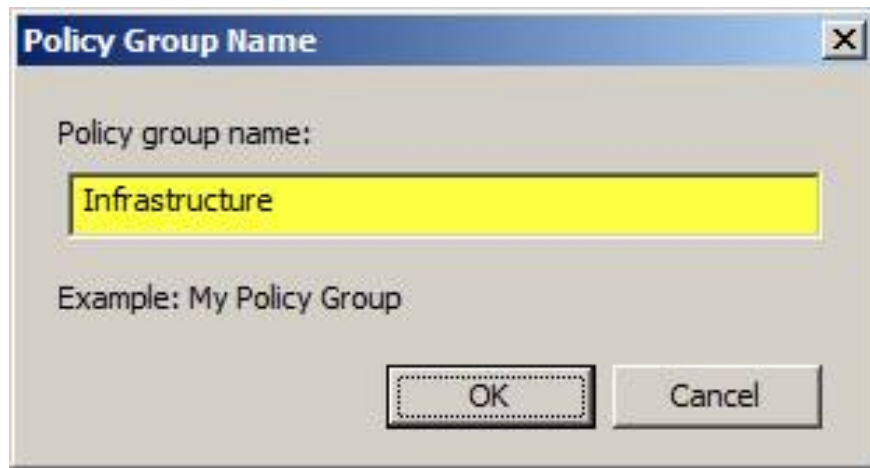 Policy Group Name
Policy group name:
Infrastructure
Example: My Policy Group
OK Cancel